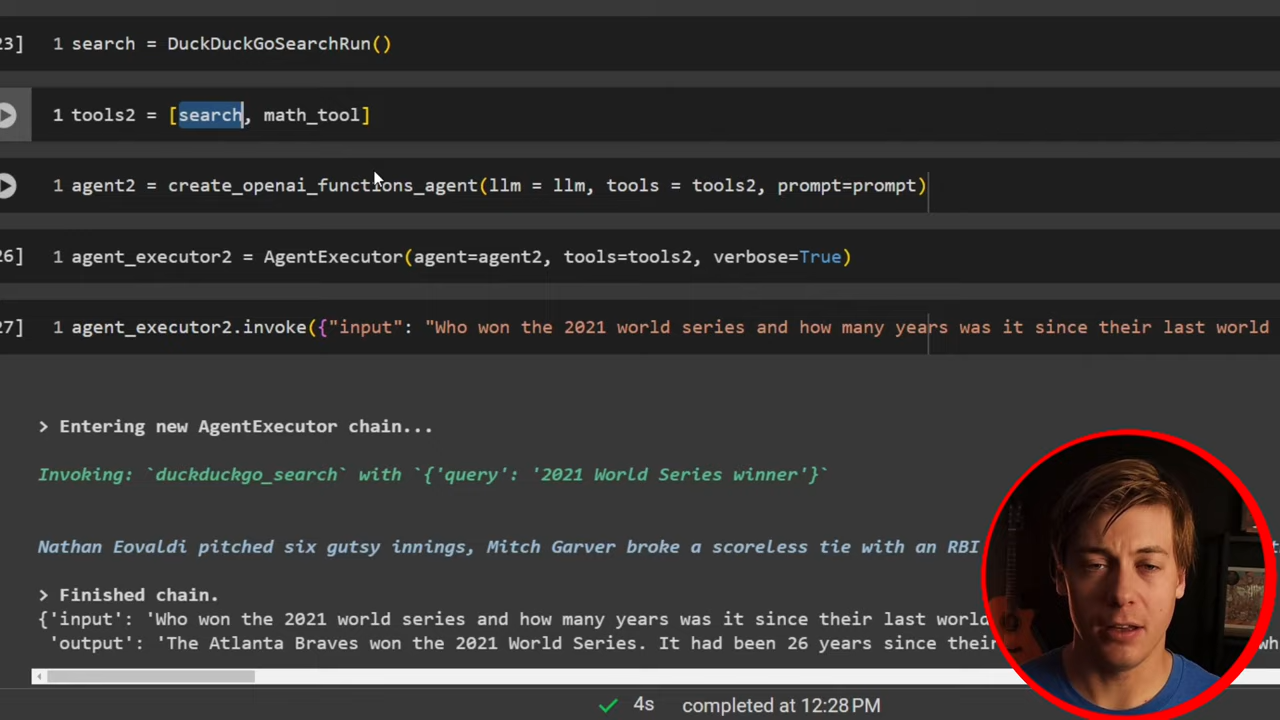 23] 1 search = DuckDuckGoSearchRun()
1 tools2 = [search, math_tool]
1 agent2 = create_openai_functions_agent(llm = llm, tools = tools2, prompt=prompt)
26] 1 agent_executor2 = AgentExecutor(agent=agent2, tools=tools2, verbose=True)
27] 1 agent_executor2.invoke({"input": "Who won the 2021 world series and how many years was it since their last world
> Entering new AgentExecutor chain...
Invoking: `duckduckgo_search` with `{'query': '2021 World Series winner'}`
Nathan Eovaldi pitched six gutsy innings, Mitch Garver broke a scoreless tie with an RBI
> Finished chain.
{'input': 'Who won the 2021 world series and how many years was it since their last world
'output': 'The Atlanta Braves won the 2021 World Series. It had been 26 years since their
4s completed at 12:28 PM